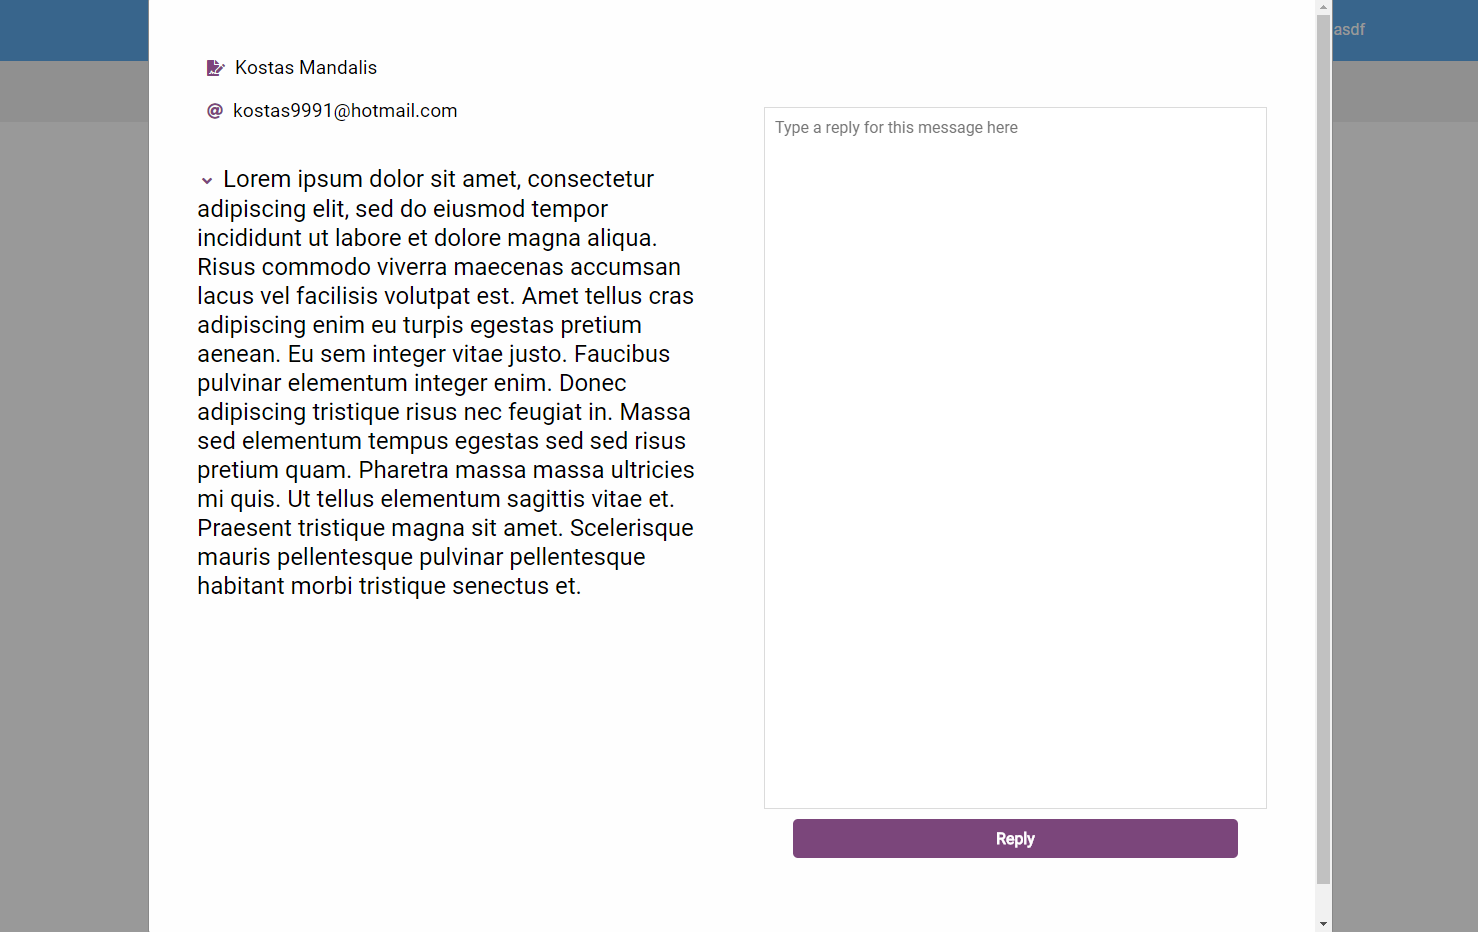 asdf
Kostas Mandalis
kostas9991@hotmail.com
Lorem ipsum dolor sit amet, consectetur
adipiscing elit, sed do eiusmod tempor
incididunt ut labore et dolore magna aliqua.
Risus commodo viverra maecenas accumsan
lacus vel facilisis volutpat est. Amet tellus cras
adipiscing enim eu turpis egestas pretium
aenean. Eu sem integer vitae justo. Faucibus
pulvinar elementum integer enim. Donec
adipiscing tristique risus nec feugiat in. Massa
sed elementum tempus egestas sed sed risus
pretium quam. Pharetra massa massa ultricies
mi quis. Ut tellus elementum sagittis vitae et.
Praesent tristique magna sit amet. Scelerisque
mauris pellentesque pulvinar pellentesque
habitant morbi tristique senectus et.
Type a reply for this message here
Reply